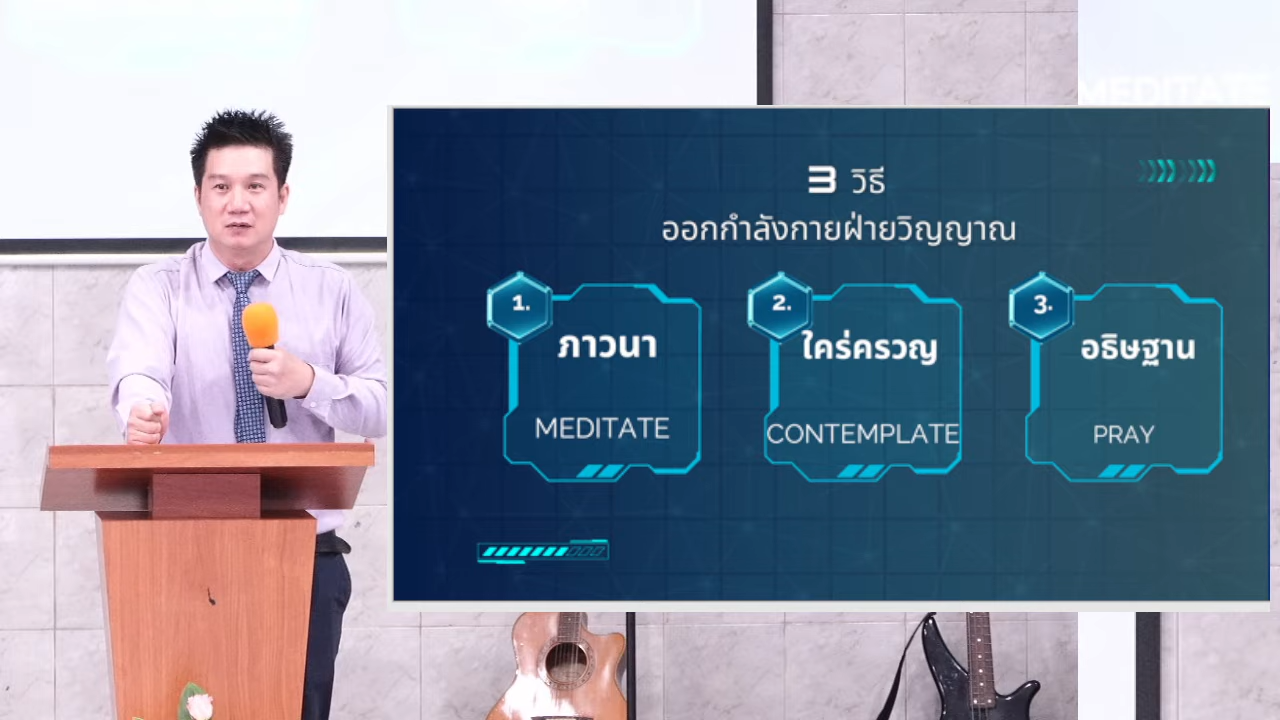 MEDITATE
3 วิธี
ออกกำลังกายฝ่ายวิญญาณ
1.
ภาวนา
MEDITATE
2.
ใคร่ครวญ
CONTEMPLATE
3.
อธิษฐาน
PRAY